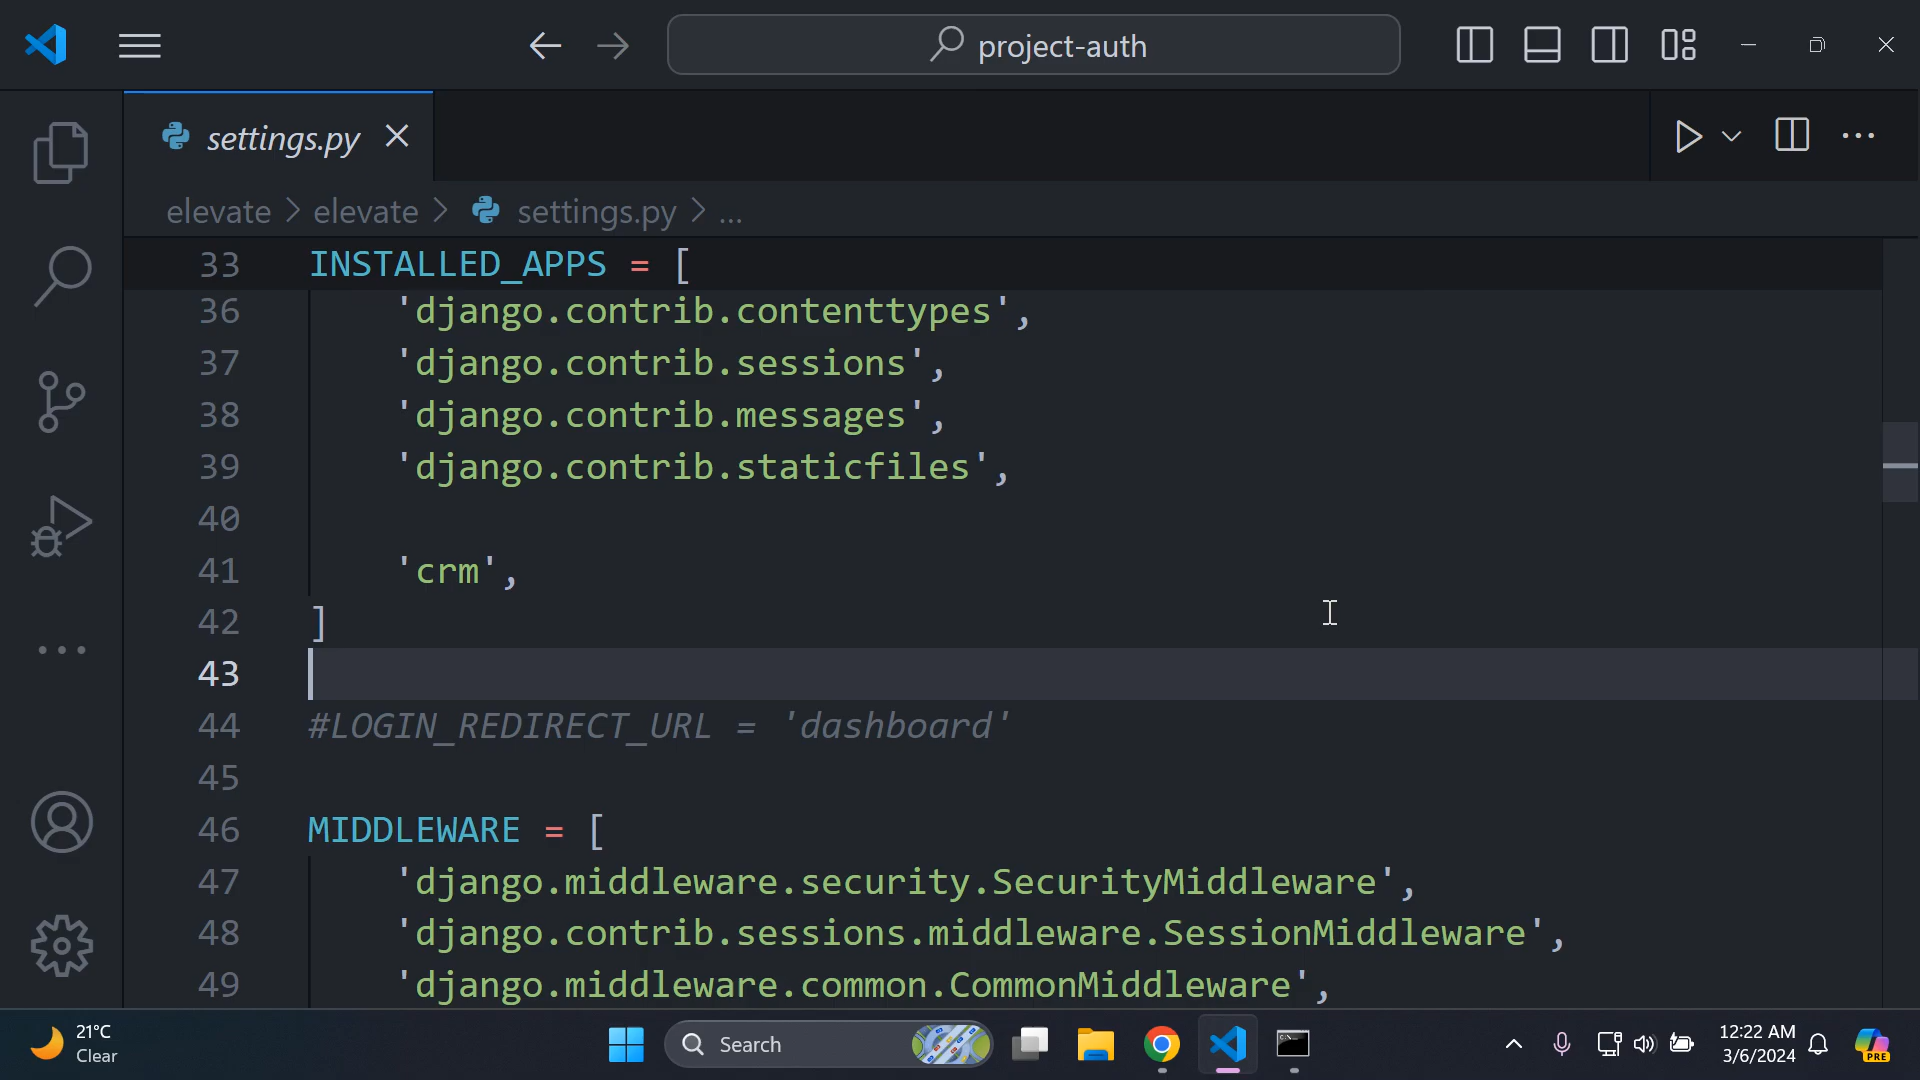 project-auth
settings.py
elevate > elevate > settings.py > ...
33 INSTALLED_APPS = [
36 'django.contrib.contenttypes',
37 'django.contrib.sessions',
38 'django.contrib.messages',
39 'django.contrib.staticfiles',
40
41 'crm',
42 ]
43
44 #LOGIN_REDIRECT_URL = 'dashboard'
45
46 MIDDLEWARE = [
47 'django.middleware.security.SecurityMiddleware',
48 'django.contrib.sessions.middleware.SessionMiddleware',
49 'django.middleware.common.CommonMiddleware',
21°C
Clear
Search
12:22 AM
3/6/2024
PRE